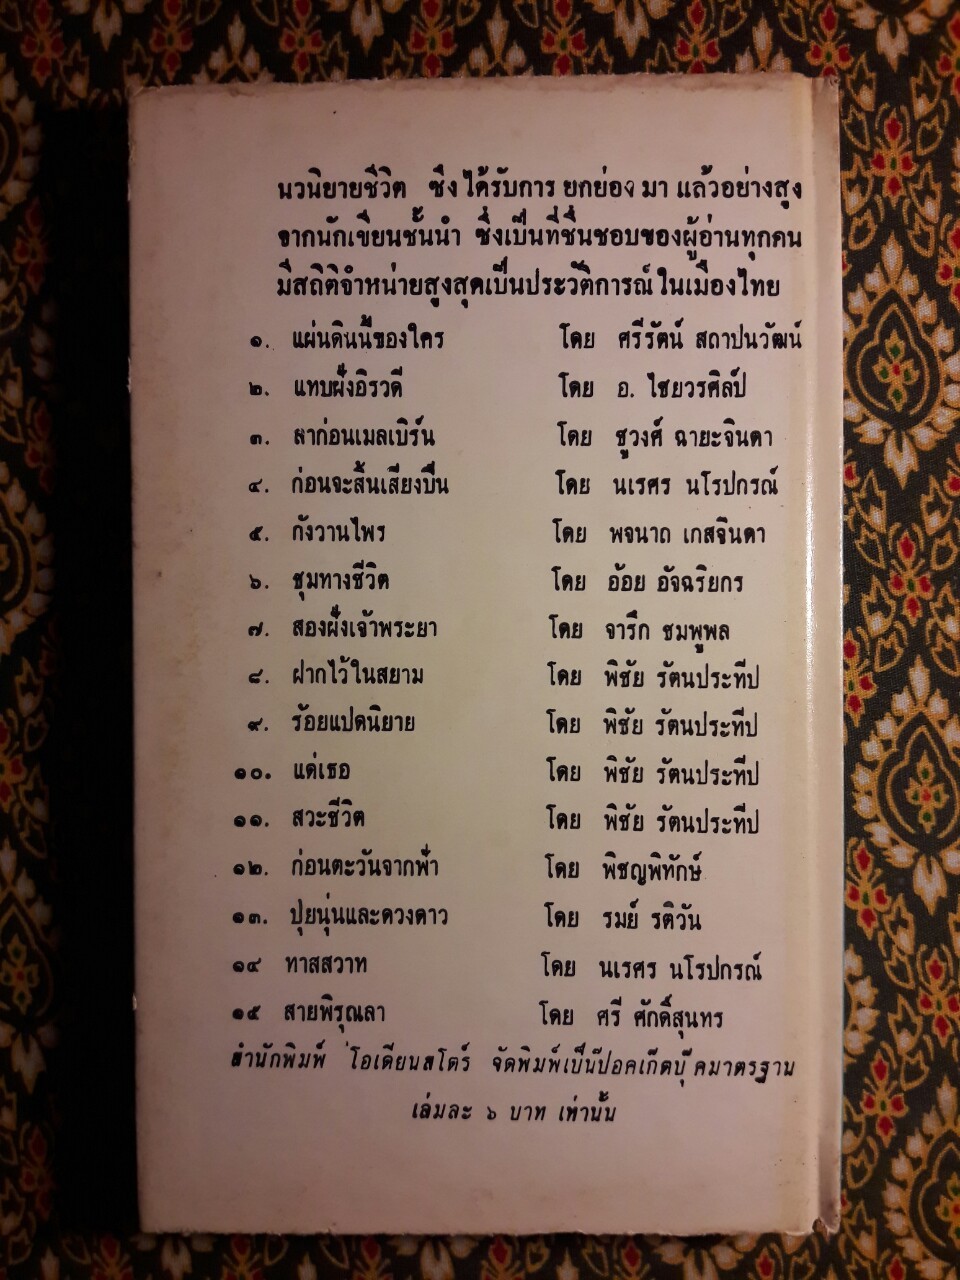 นวนิยายชีวิต ซึ่งได้รับการยกย่องมาแล้วอย่างสูง
จากนักเขียนชั้นนำ ซึ่งเป็นที่ชื่นชอบของผู้อ่านทุกคน
มีสถิติจำหน่ายสูงสุดเป็นประวัติการณ์ในเมืองไทย
๑. แผ่นดินนี้ของใคร โดย ศรีรัตน์ สถาปนวัฒน์
๒. แทบฝั่งอิรวดี โดย อ. ไชยวรศิลป์
๓. ลาก่อนเมลเบิร์น โดย ชูวงศ์ ฉายะจินดา
๔. ก่อนจะสิ้นเสียงปืน โดย นเรศร นโรปกรณ์
๕. กังวานไพร โดย พจนาถ เกสจินดา
๖. ชุมทางชีวิต โดย อ้อย อัจฉริยกร
๗. สองฝั่งเจ้าพระยา โดย จารึก ชมพูพล
๘. ฝากไว้ในสยาม โดย พิชัย รัตนประทีป
๙. ร้อยแปดนิยาย โดย พิชัย รัตนประทีป
๑๐. แด่เธอ โดย พิชัย รัตนประทีป
๑๑. สวะชีวิต โดย พิชัย รัตนประทีป
๑๒. ก่อนตะวันจากฟ้า โดย พิชญพิทักษ์
๑๓. ปุยนุ่นและดวงดาว โดย รมย์ รติวัน
๑๔ ทาสสวาท โดย นเรศร นโรปกรณ์
๑๕ สายพิรุณลา โดย ศรี ศักดิ์สุนทร
สำนักพิมพ์ โอเดียนสโตร์ จัดพิมพ์เป็นป๊อคเก็ตบุ๊คมาตรฐาน
เล่มละ ๖ บาท เท่านั้น